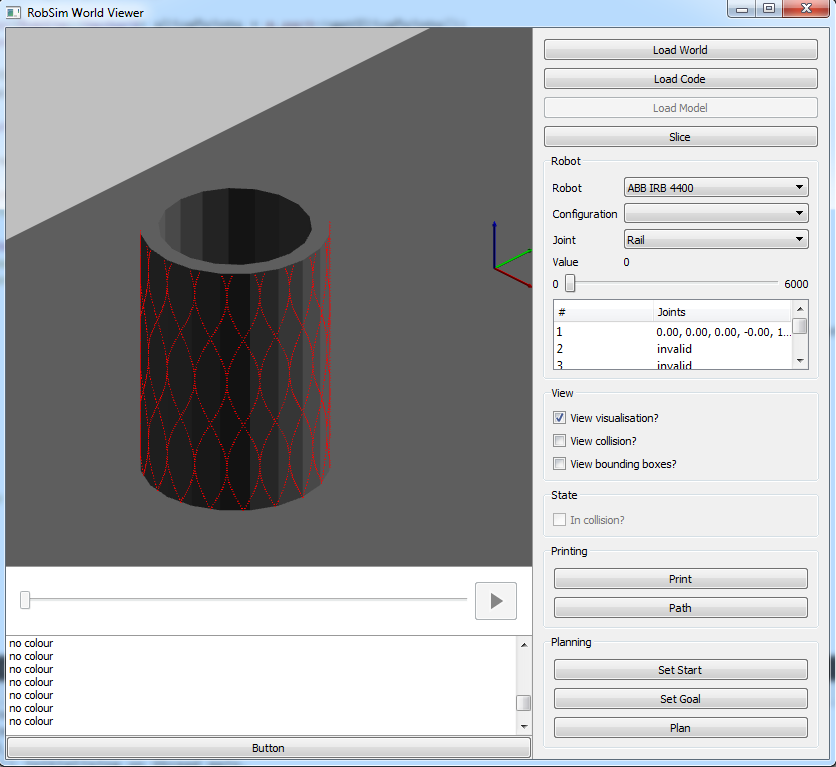 RobSim World Viewer
Load World
Load Code
Load Model
Slice
Robot
Robot ABB IRB 4400
Configuration
Joint Rail
Value 0
0 6000
# Joints
1 0.00, 0.00, 0.00, -0.00, 1...
2 invalid
3 invalid
View
View visualisation?
View collision?
View bounding boxes?
State
In collision?
Printing
Print
Path
Planning
Set Start
Set Goal
Plan
no colour
no colour
no colour
no colour
no colour
no colour
no colour
Button